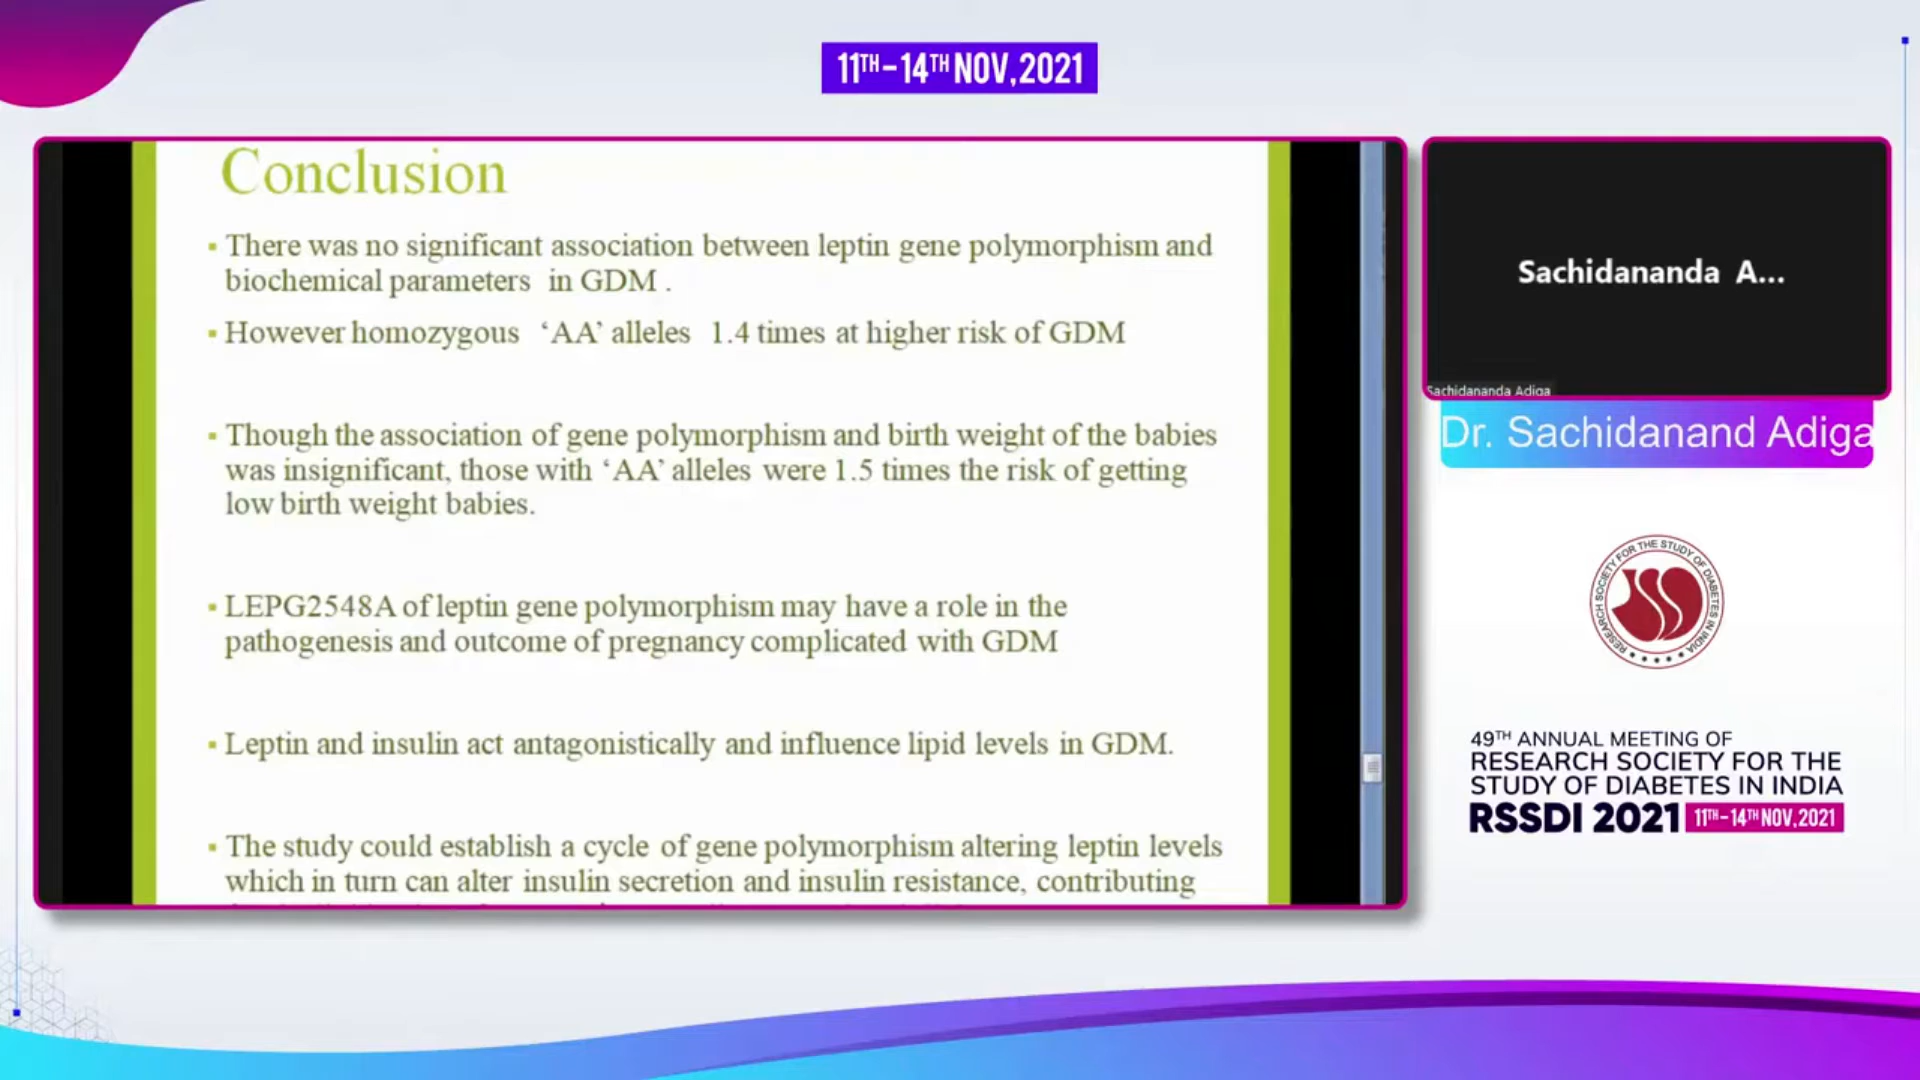 11TH-14TH NOV, 2021
Conclusion
▪ There was no significant association between leptin gene polymorphism and
biochemical parameters in GDM .
▪ However homozygous ‘AA’ alleles 1.4 times at higher risk of GDM
▪ Though the association of gene polymorphism and birth weight of the babies
was insignificant, those with ‘AA’ alleles were 1.5 times the risk of getting
low birth weight babies.
▪ LEPG2548A of leptin gene polymorphism may have a role in the
pathogenesis and outcome of pregnancy complicated with GDM
▪ Leptin and insulin act antagonistically and influence lipid levels in GDM.
▪ The study could establish a cycle of gene polymorphism altering leptin levels
which in turn can alter insulin secretion and insulin resistance, contributing
Sachidananda A...
Sachidananda Adiga
Dr. Sachidanand Adiga
RESEARCH SOCIETY FOR THE STUDY OF DIABETES IN INDIA
49TH ANNUAL MEETING OF
RESEARCH SOCIETY FOR THE
STUDY OF DIABETES IN INDIA
RSSDI 2021 11TH-14TH NOV, 2021